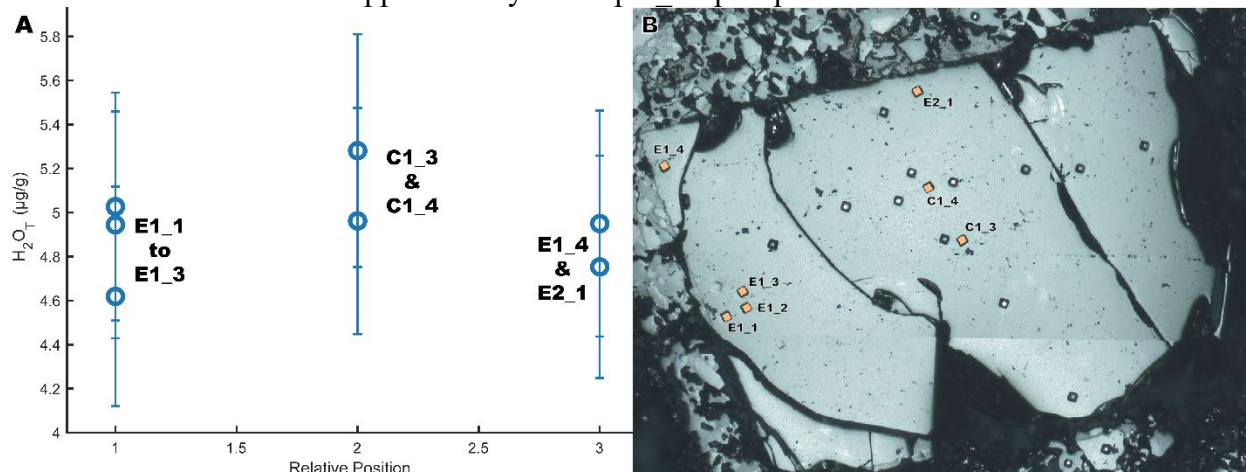 A
H₂O_T (µg/g)
5.8
5.6
5.4
5.2
5
4.8
4.6
4.4
4.2
4
1
1.5
2
2.5
3
Relative Position
E1_1
to
E1_3
C1_3
&
C1_4
E1_4
&
E2_1
B
E2_1
E1_4
C1_4
C1_3
E1_3
E1_2
E1_1